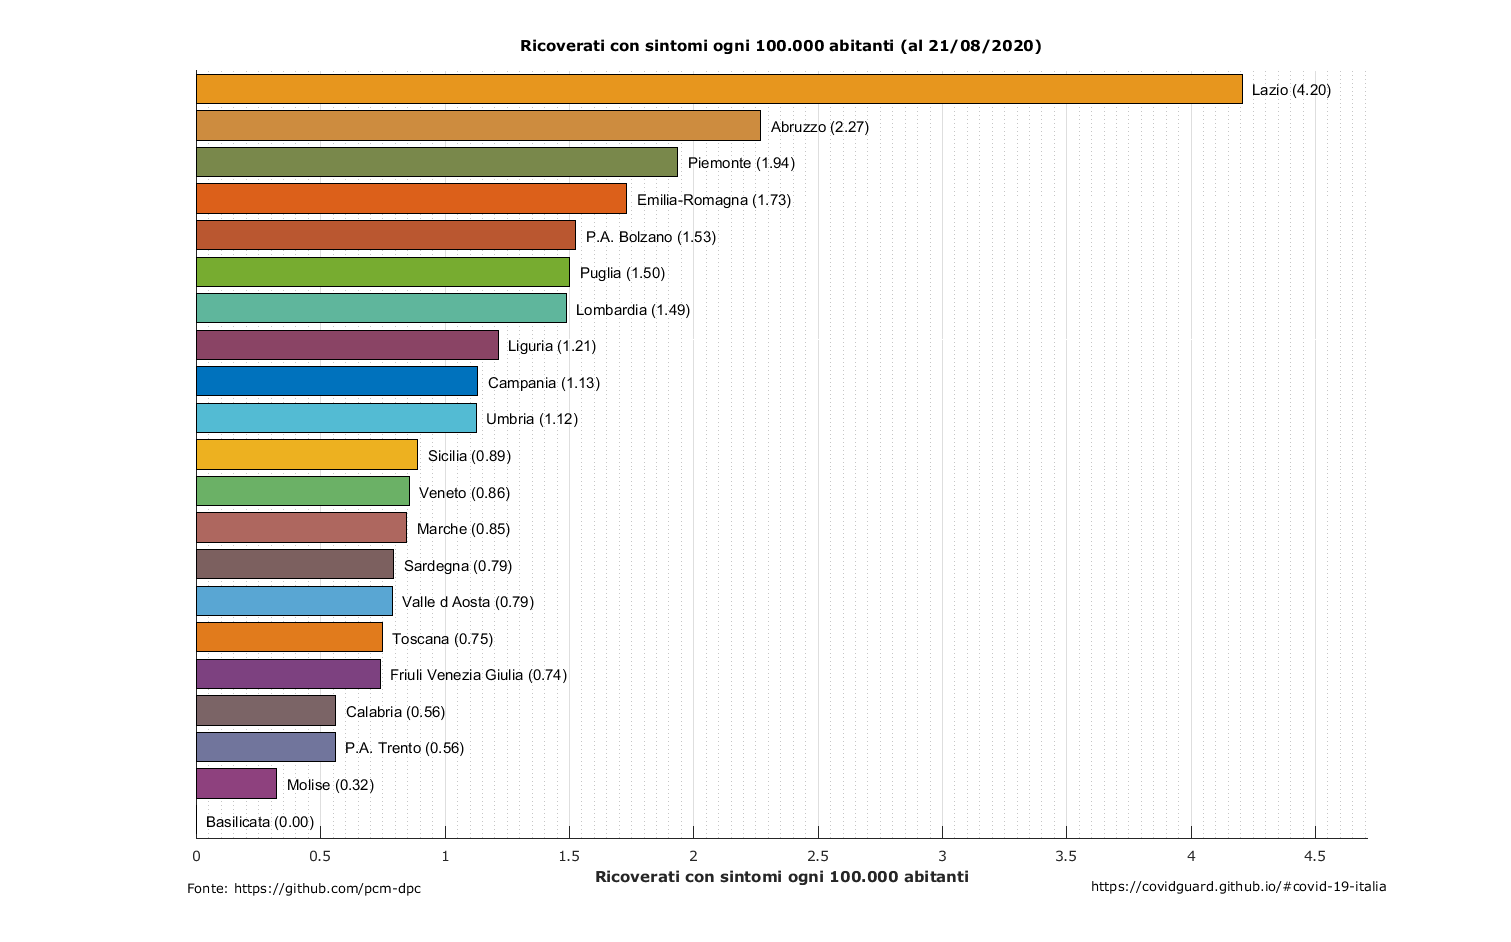 Ricoverati con sintomi ogni 100.000 abitanti (al 21/08/2020)
Lazio (4.20)
Abruzzo (2.27)
Piemonte (1.94)
Emilia-Romagna (1.73)
P.A. Bolzano (1.53)
Puglia (1.50)
Lombardia (1.49)
Liguria (1.21)
Campania (1.13)
Umbria (1.12)
Sicilia (0.89)
Veneto (0.86)
Marche (0.85)
Sardegna (0.79)
Valle d Aosta (0.79)
Toscana (0.75)
Friuli Venezia Giulia (0.74)
Calabria (0.56)
P.A. Trento (0.56)
Molise (0.32)
Basilicata (0.00)
0 0.5 1 1.5 2 2.5 3 3.5 4 4.5
Ricoverati con sintomi ogni 100.000 abitanti
Fonte: https://github.com/pcm-dpc
https://covidguard.github.io/#covid-19-italia